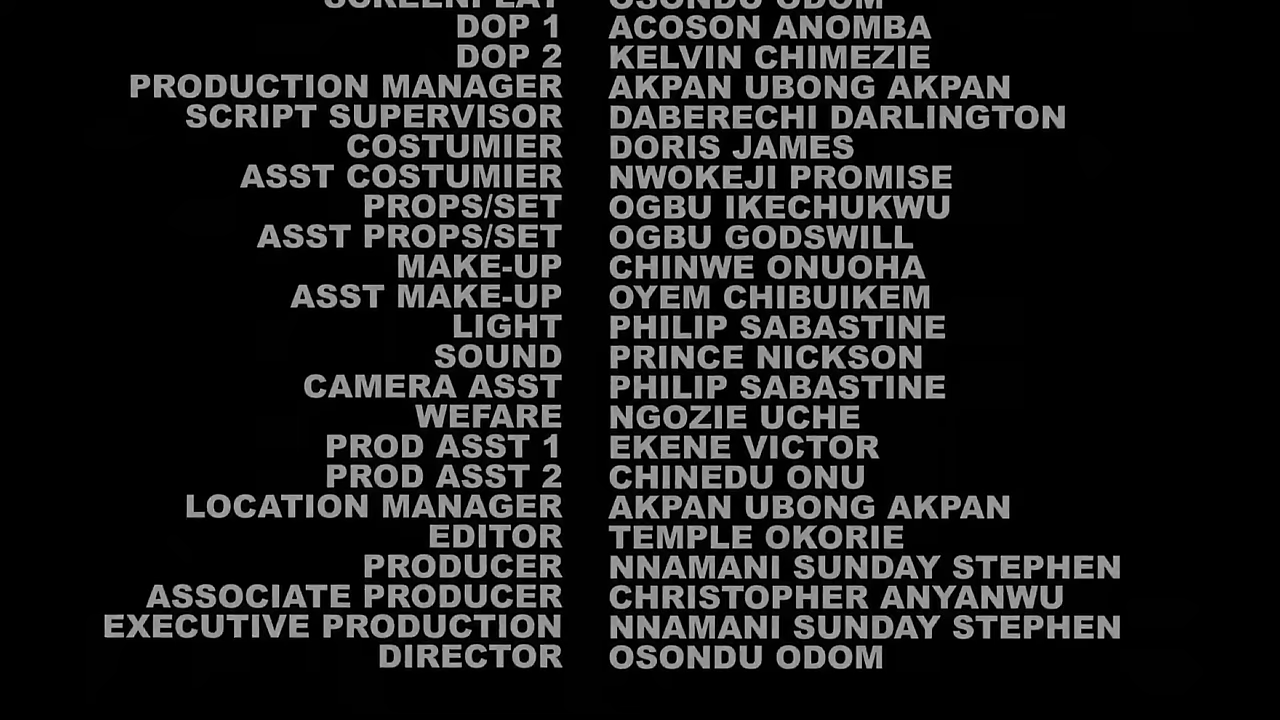 SCREENPLAY OSONDU ODOM
DOP 1 ACOSON ANOMBA
DOP 2 KELVIN CHIMEZIE
PRODUCTION MANAGER AKPAN UBONG AKPAN
SCRIPT SUPERVISOR DABERECHI DARLINGTON
COSTUMIER DORIS JAMES
ASST COSTUMIER NWOKEJI PROMISE
PROPS/SET OGBU IKECHUKWU
ASST PROPS/SET OGBU GODSWILL
MAKE-UP CHINWE ONUOHA
ASST MAKE-UP OYEM CHIBUIKEM
LIGHT PHILIP SABASTINE
SOUND PRINCE NICKSON
CAMERA ASST PHILIP SABASTINE
WEFARE NGOZIE UCHE
PROD ASST 1 EKENE VICTOR
PROD ASST 2 CHINEDU ONU
LOCATION MANAGER AKPAN UBONG AKPAN
EDITOR TEMPLE OKORIE
PRODUCER NNAMANI SUNDAY STEPHEN
ASSOCIATE PRODUCER CHRISTOPHER ANYANWU
EXECUTIVE PRODUCTION NNAMANI SUNDAY STEPHEN
DIRECTOR OSONDU ODOM